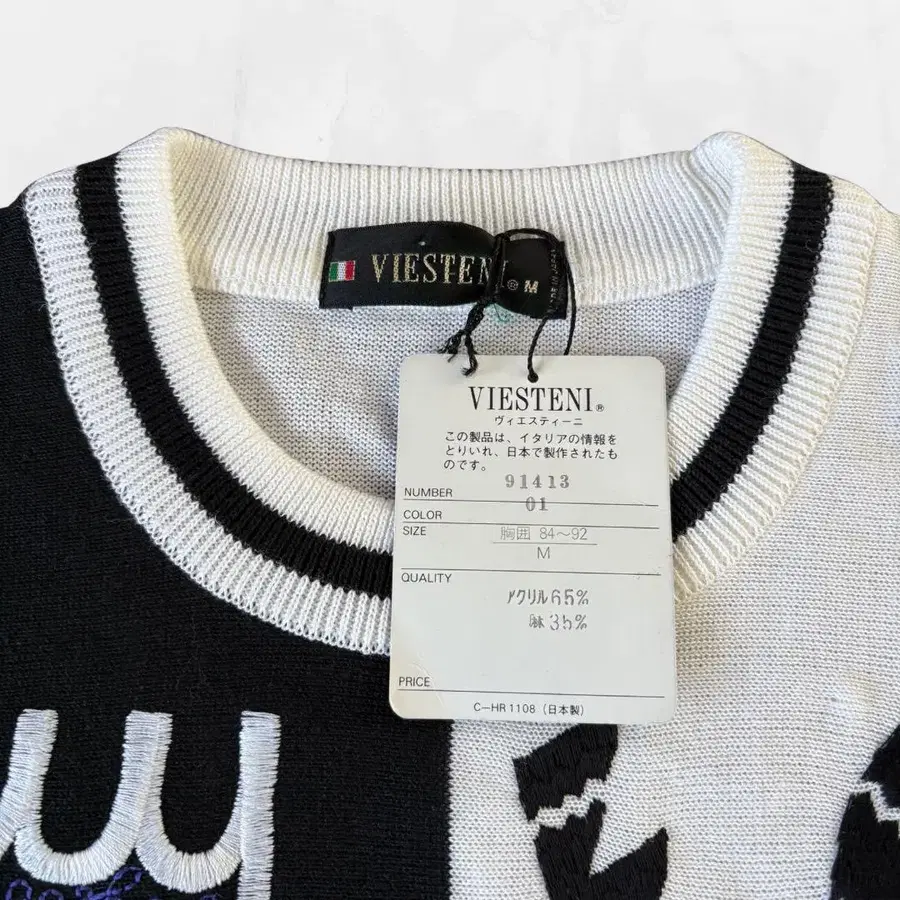 VIESTENI® M
MADE IN JAPAN
VIESTENI®
ヴィエスティーニ
この製品は、イタリアの情報を
とりいれ、日本で製作されたも
のです。
NUMBER 91413
COLOR 01
SIZE 胸囲 84～92
M
QUALITY
アクリル65%
麻35%
PRICE
C－HR1108（日本製）